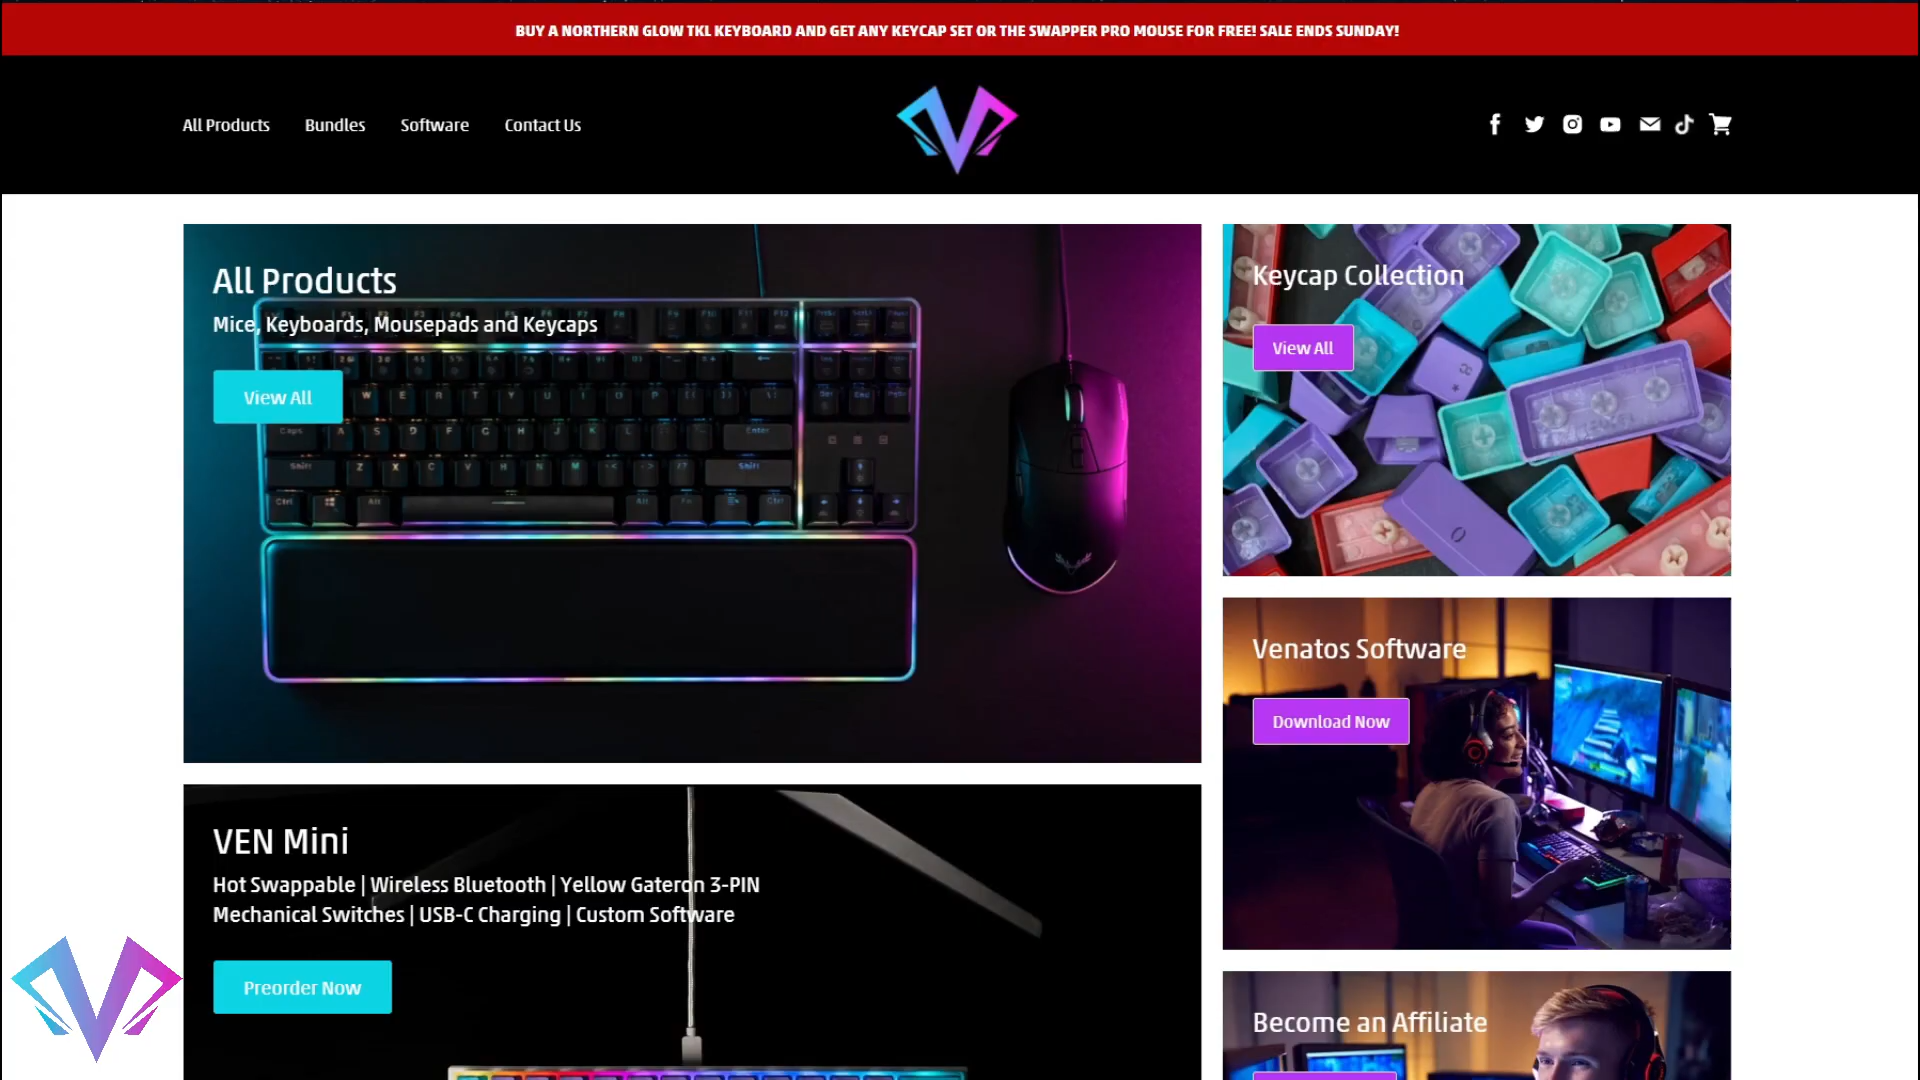 BUY A NORTHERN GLOW TKL KEYBOARD AND GET ANY KEYCAP SET OR THE SWAPPER PRO MOUSE FOR FREE! SALE ENDS SUNDAY!
All Products
Bundles
Software
Contact Us
All Products
Mice, Keyboards, Mousepads and Keycaps
View All
Keycap Collection
View All
Venatos Software
Download Now
VEN Mini
Hot Swappable | Wireless Bluetooth | Yellow Gateron 3-PIN
Mechanical Switches | USB-C Charging | Custom Software
Preorder Now
Become an Affiliate